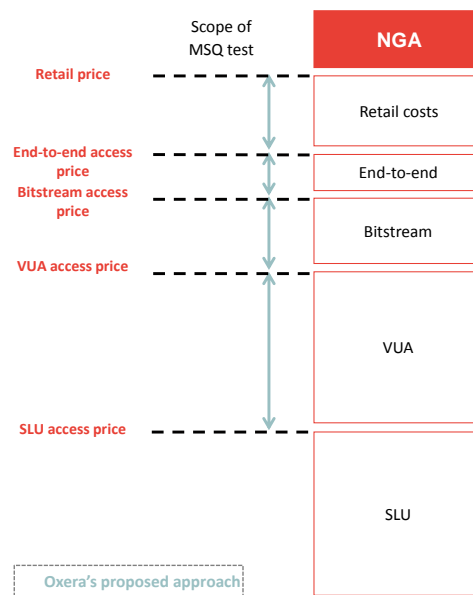 Scope of
MSQ test
NGA
Retail price
Retail costs
End-to-end access
price
End-to-end
Bitstream access
price
Bitstream
VUA access price
VUA
SLU access price
SLU
Oxera's proposed approach